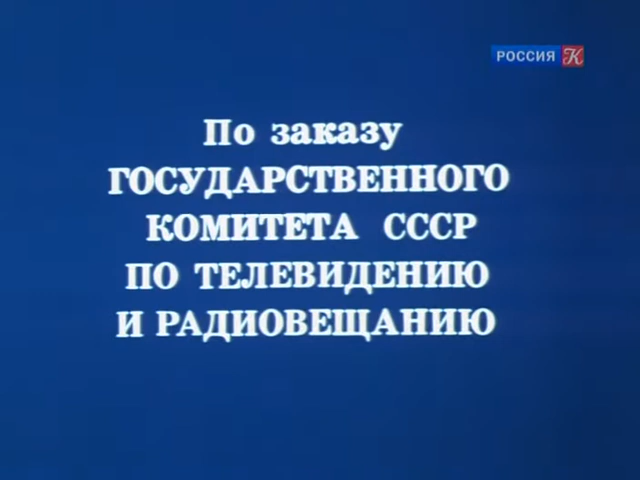 РОССИЯ К
По заказу
ГОСУДАРСТВЕННОГО
КОМИТЕТА СССР
ПО ТЕЛЕВИДЕНИЮ
И РАДИОВЕЩАНИЮ